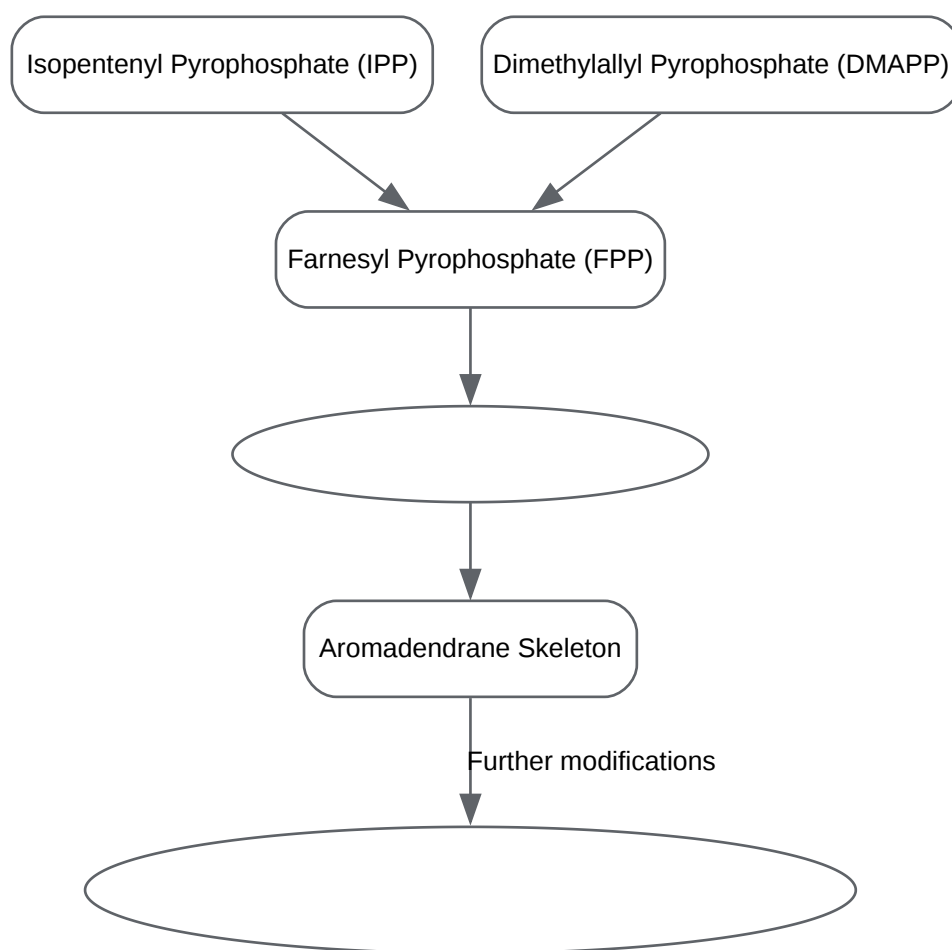 Isopentenyl Pyrophosphate (IPP)
Dimethylallyl Pyrophosphate (DMAPP)
Farnesyl Pyrophosphate (FPP)
Aromadendrane Skeleton
Further modifications